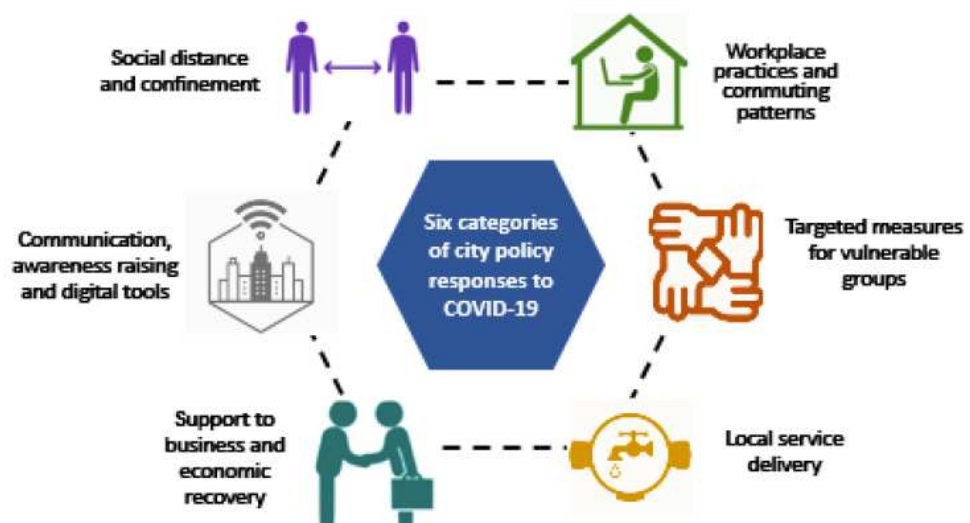 Social distance
and confinement
Workplace
practices and
commuting
patterns
Communication,
awareness raising
and digital tools
Six categories
of city policy
responses to
COVID-19
Targeted measures
for vulnerable
groups
Support to
business and
economic
recovery
Local service
delivery